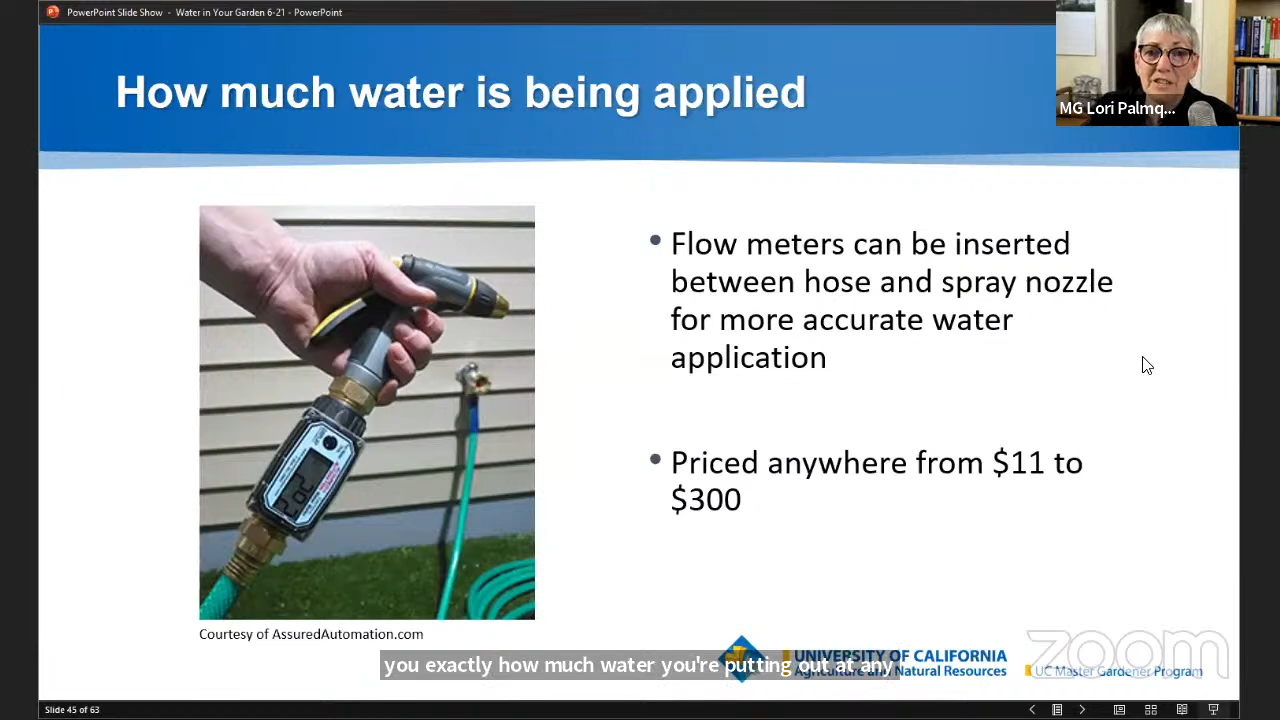 PowerPoint Slide Show - Water in Your Garden 6-21 - PowerPoint
How much water is being applied
MG Lori Palmq...
• Flow meters can be inserted
between hose and spray nozzle
for more accurate water
application
• Priced anywhere from $11 to
$300
2.02
Courtesy of AssuredAutomation.com
you exactly how much water you're putting out at any
UNIVERSITY OF CALIFORNIA
Agriculture and Natural Resources
UC Master Gardener Program
zoom
Slide 45 of 63